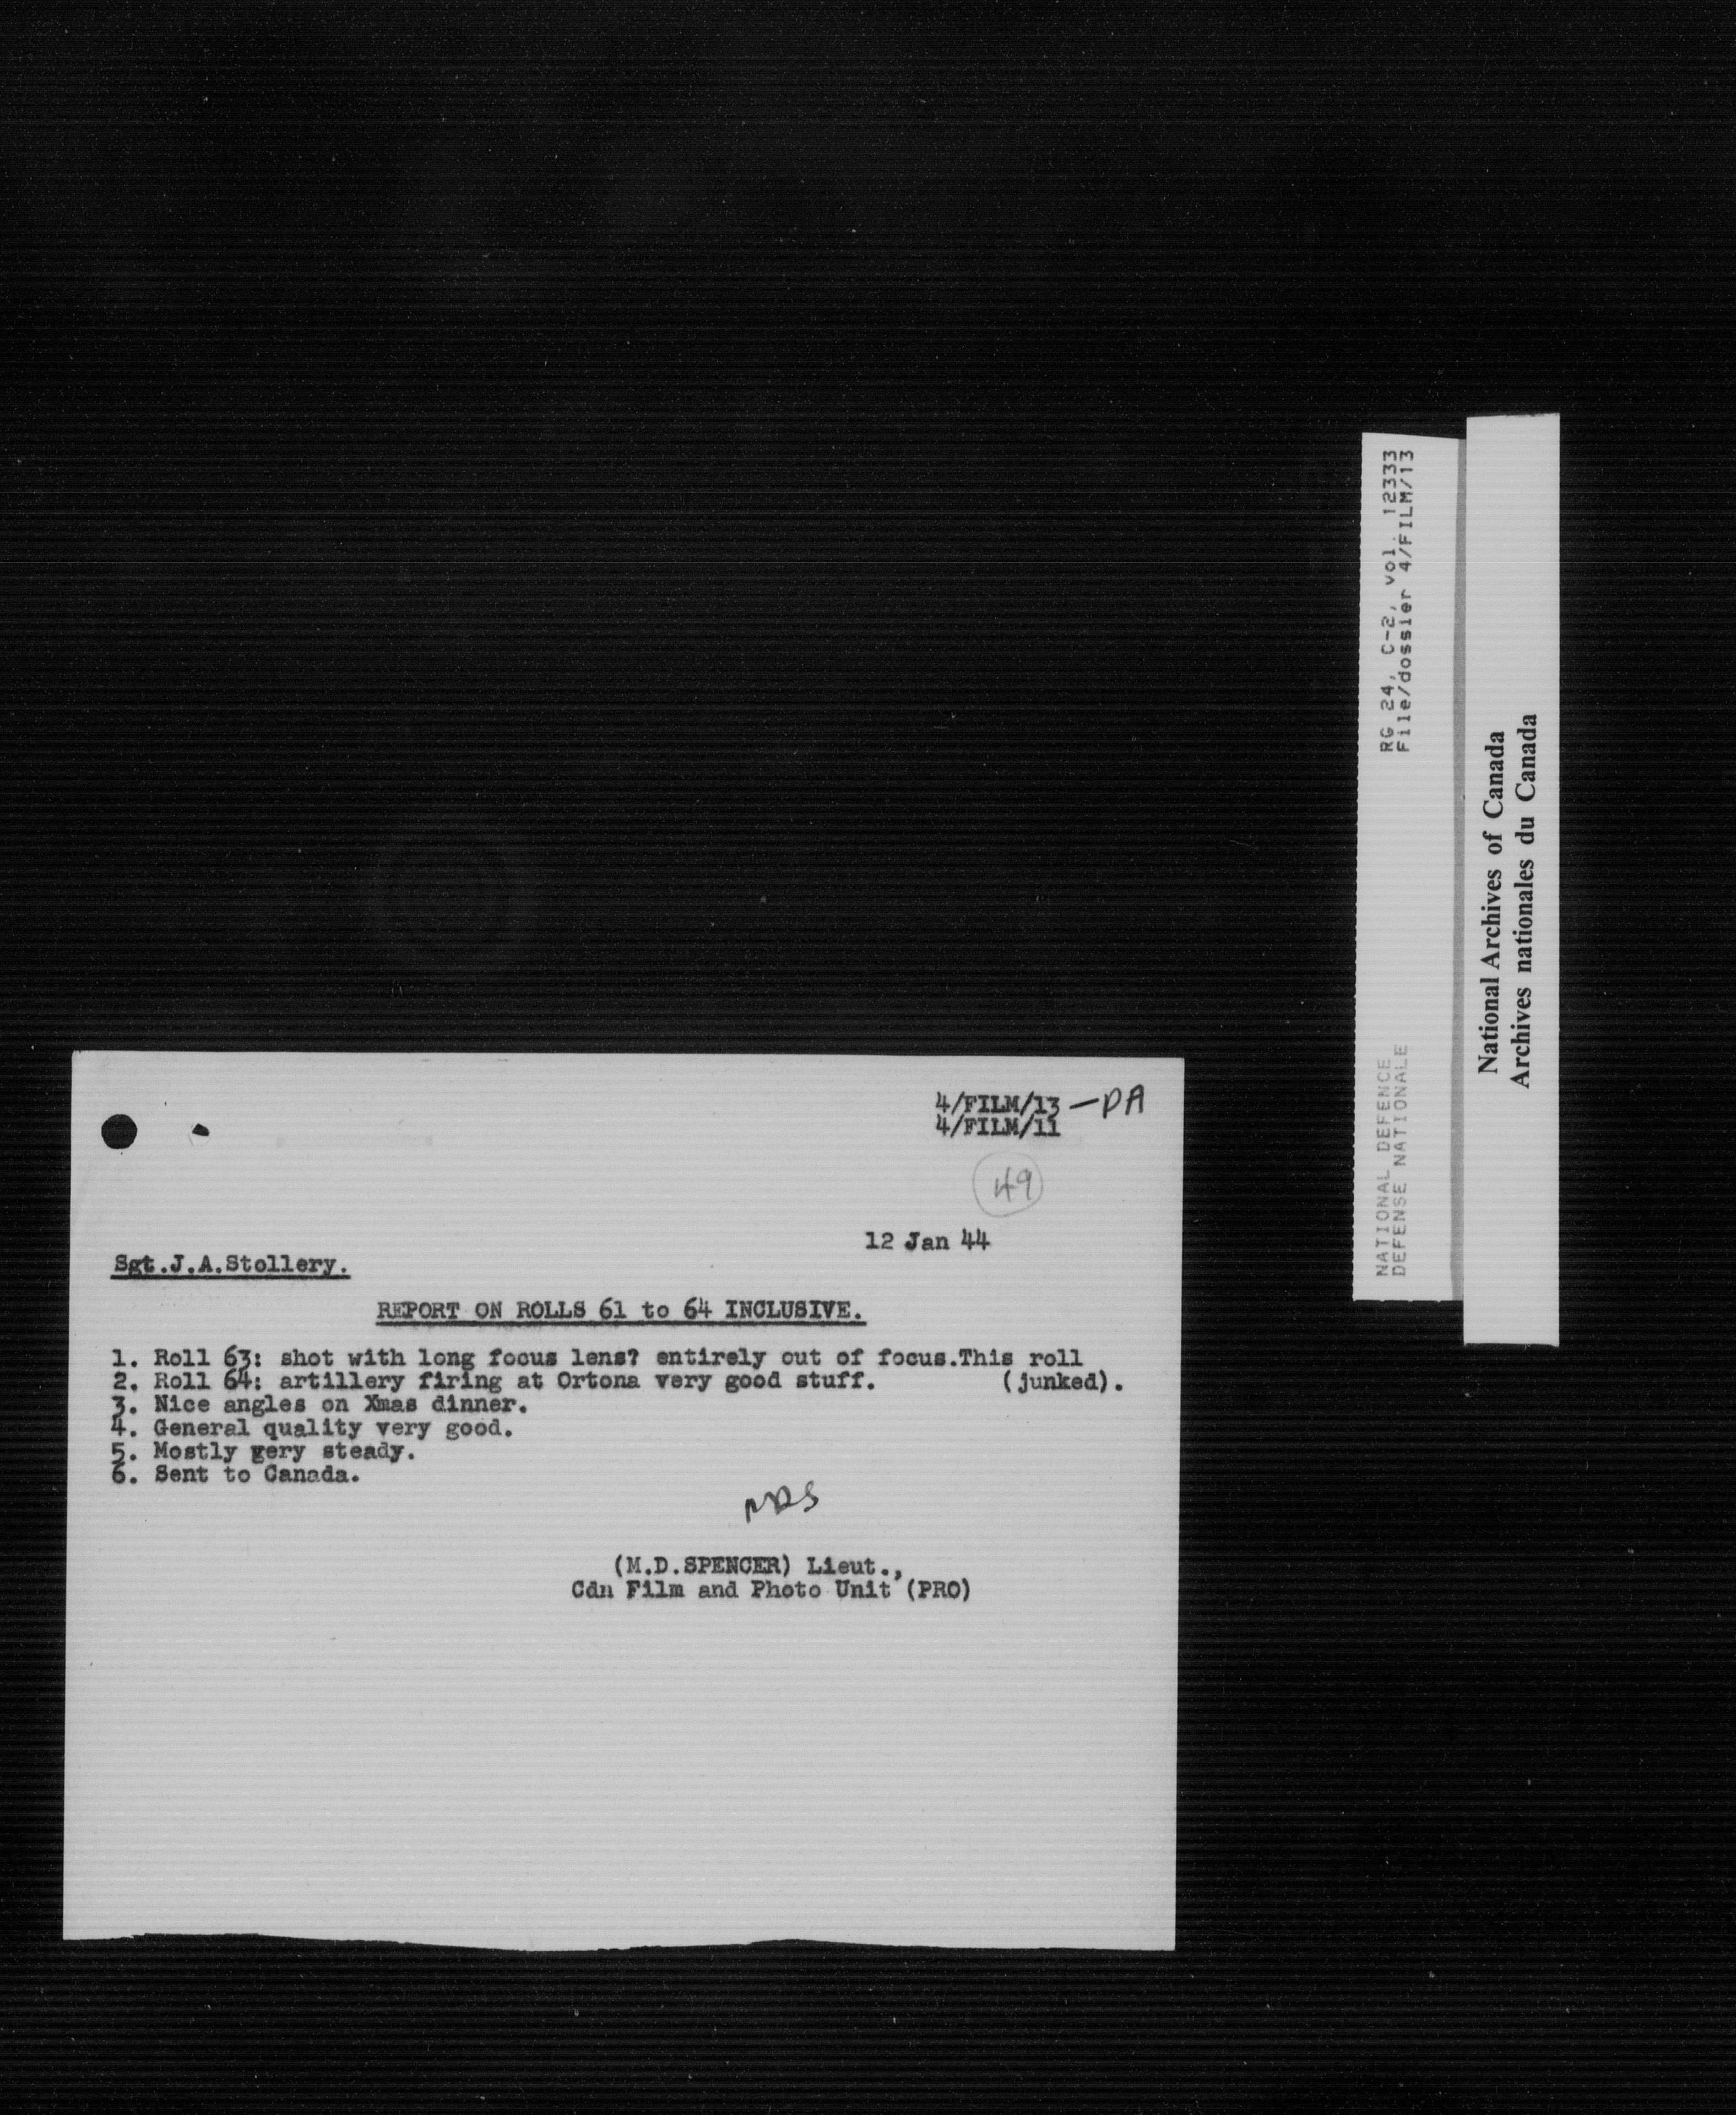 4/FILM/13 — PA
4/FILM/11
49
12 Jan 44
Sgt.J.A.Stollery.
REPORT ON ROLLS 61 to 64 INCLUSIVE.
1. Roll 63: shot with long focus lens? entirely out of focus.This roll
2. Roll 64: artillery firing at Ortona very good stuff. (junked).
3. Nice angles on Xmas dinner.
4. General quality very good.
5. Mostly very steady.
6. Sent to Canada.
MDS
(M.D.SPENCER) Lieut.,
Cdn Film and Photo Unit (PRO)
NATIONAL DEFENCE RG 24, C-2, vol. 12333
DEFENSE NATIONALE File/dossier 4/FILM/13
National Archives of Canada
Archives nationales du Canada